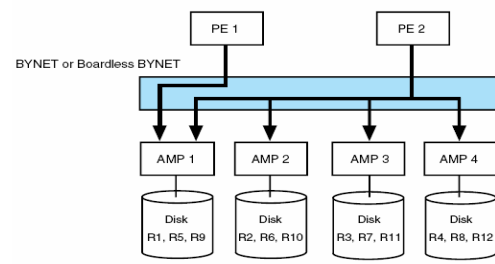 PE 1
PE 2
BYNET or Boardless BYNET
AMP 1
AMP 2
AMP 3
AMP 4
Disk
R1, R5, R9
Disk
R2, R6, R10
Disk
R3, R7, R11
Disk
R4, R8, R12